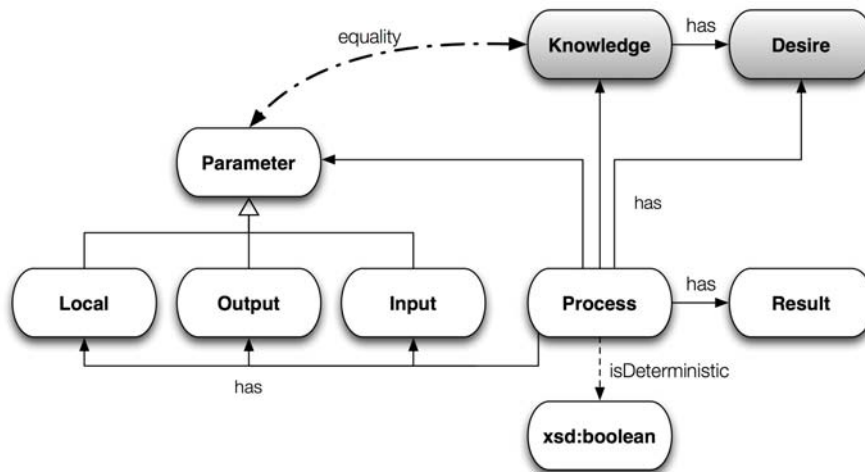 equality
Knowledge
has
Desire
Parameter
has
Local
Output
Input
Process
has
Result
has
isDeterministic
xsd:boolean